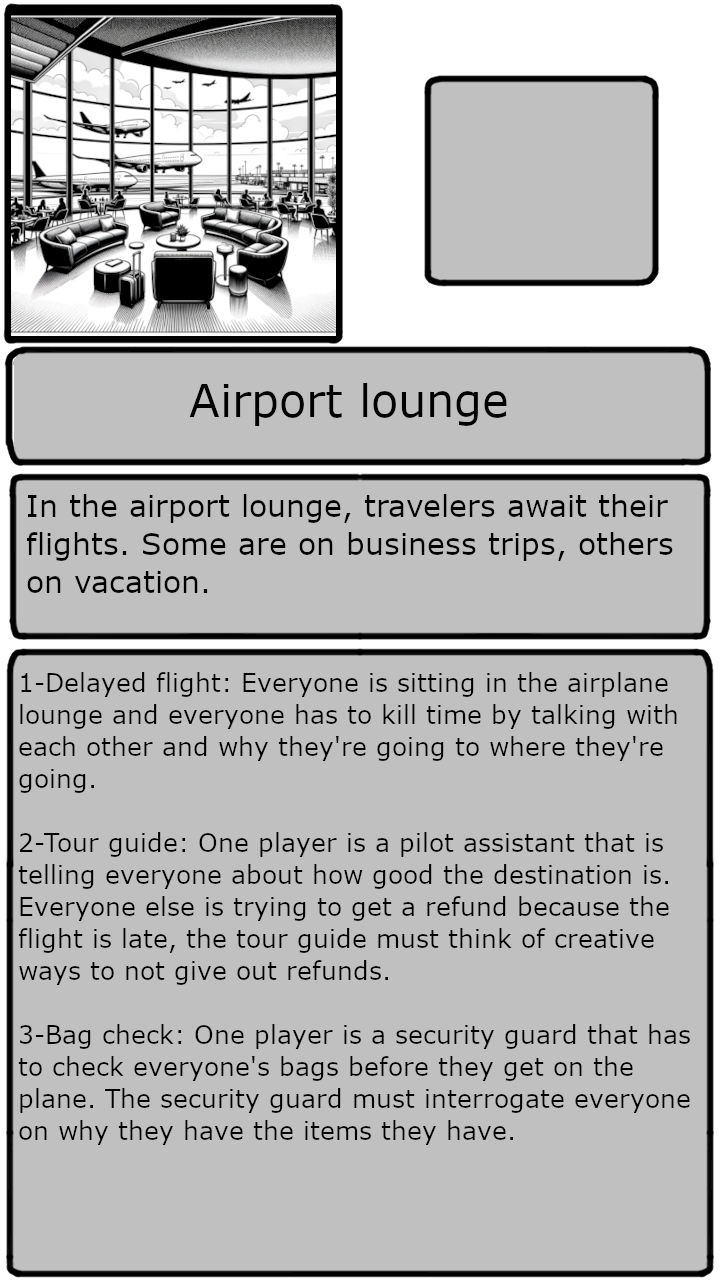 Airport lounge
In the airport lounge, travelers await their
flights. Some are on business trips, others
on vacation.
1-Delayed flight: Everyone is sitting in the airplane
lounge and everyone has to kill time by talking with
each other and why they're going to where they're
going.
2-Tour guide: One player is a pilot assistant that is
telling everyone about how good the destination is.
Everyone else is trying to get a refund because the
flight is late, the tour guide must think of creative
ways to not give out refunds.
3-Bag check: One player is a security guard that has
to check everyone's bags before they get on the
plane. The security guard must interrogate everyone
on why they have the items they have.